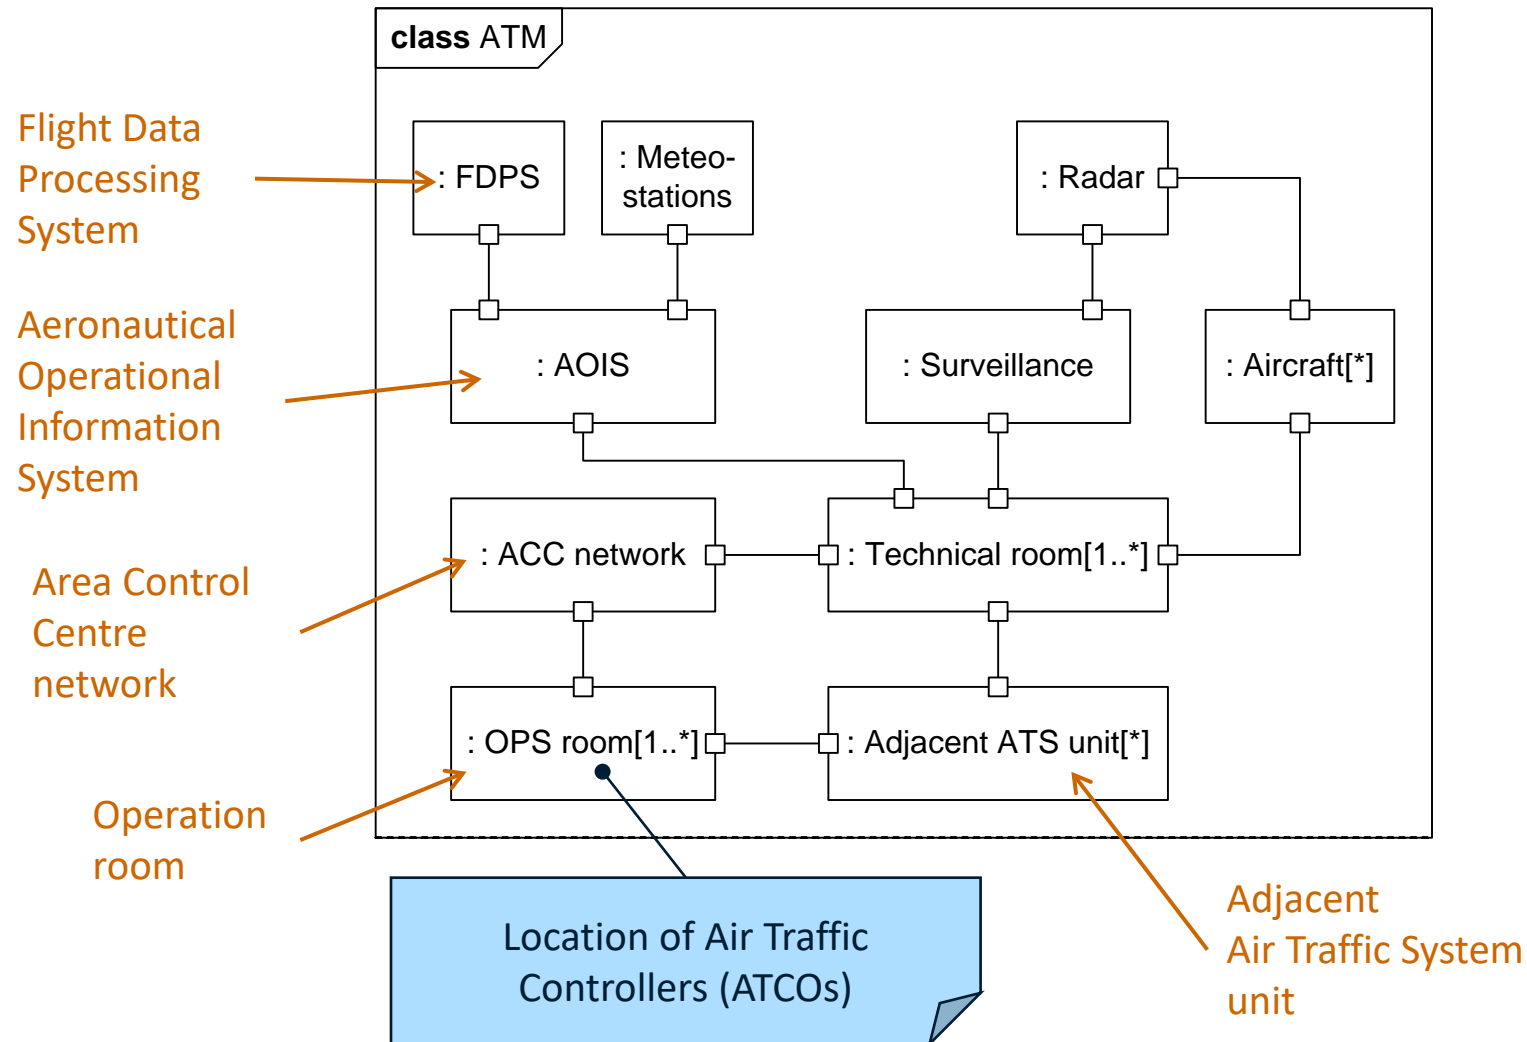 class ATM
Flight Data
Processing
System
: FDPS
: Meteo-
stations
: Radar
Aeronautical
Operational
Information
System
: AOIS
: Surveillance
: Aircraft[*]
Area Control
Centre
network
: ACC network
: Technical room[1..*]
Operation
room
: OPS room[1..*]
: Adjacent ATS unit[*]
Location of Air Traffic
Controllers (ATCOs)
Adjacent
Air Traffic System
unit